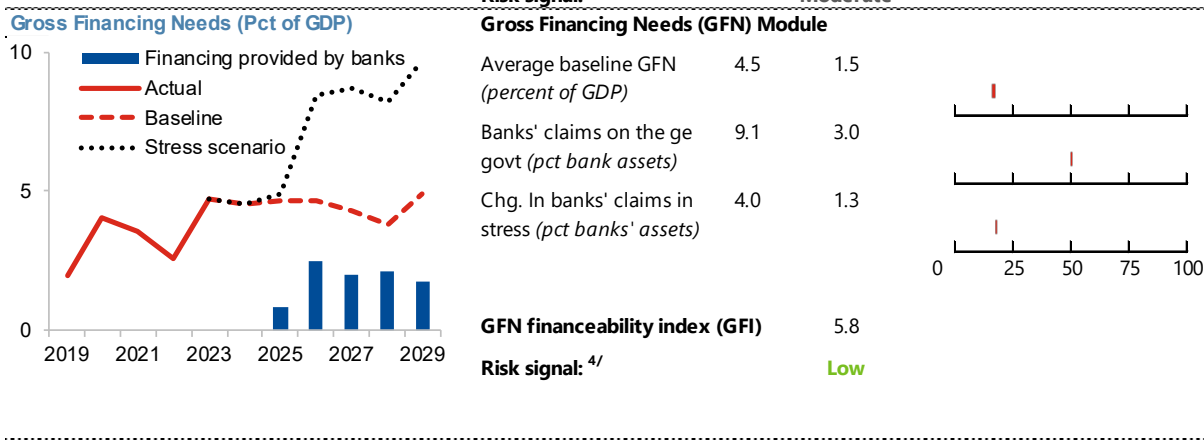 Risk signal: Moderate
Gross Financing Needs (Pct of GDP)
10
Financing provided by banks
Actual
Baseline
Stress scenario
5
0
2019 2021 2023 2025 2027 2029
Gross Financing Needs (GFN) Module
Average baseline GFN 4.5 1.5
(percent of GDP)
Banks' claims on the ge 9.1 3.0
govt (pct bank assets)
Chg. In banks' claims in 4.0 1.3
stress (pct banks' assets)
0 25 50 75 100
GFN financeability index (GFI) 5.8
Risk signal: 4/ Low